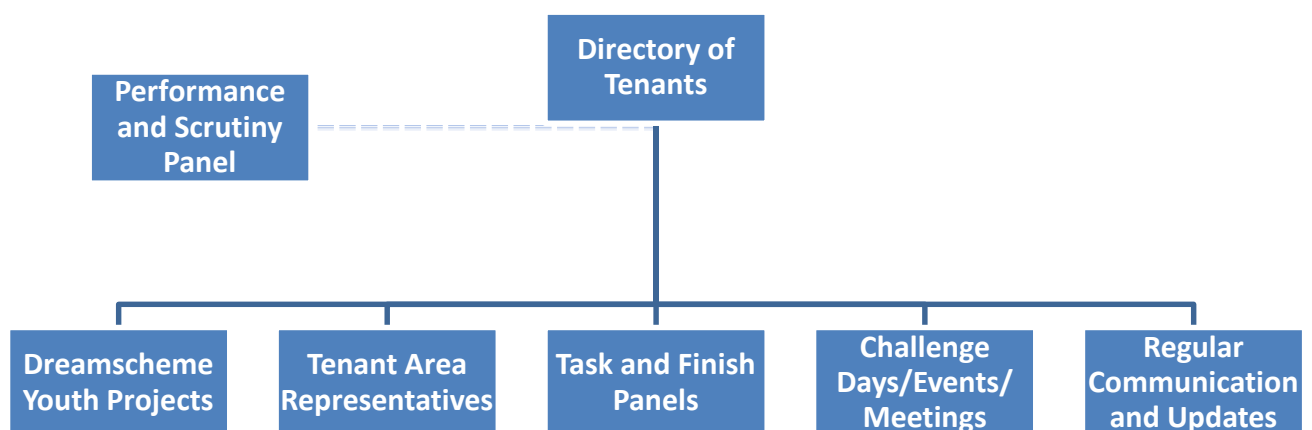 Directory of
Tenants
Performance
and Scrutiny
Panel
Dreamscheme
Youth Projects
Tenant Area
Representatives
Task and Finish
Panels
Challenge
Days/Events/
Meetings
Regular
Communication
and Updates